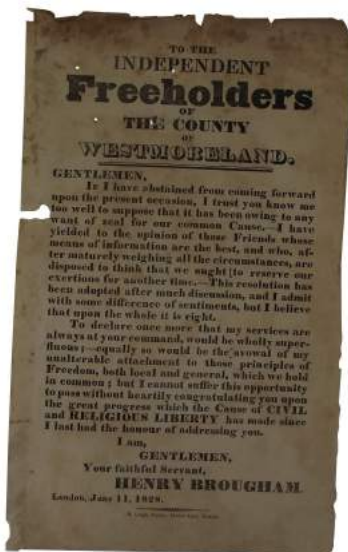 TO THE
INDEPENDENT
Freeholders
OF
THE COUNTY
OF
WESTMORELAND.
GENTLEMEN,
IF I have abstained from coming forward
upon the present occasion, I trust you know me
too well to suppose that it has been owing to any
want of zeal for our common Cause.—I have
yielded to the opinion of those Friends whose
means of information are the best, and who, af-
ter maturely weighing all the circumstances, are
disposed to think that we ought to reserve our
exertions for another time.—This resolution has
been adopted after much discussion, and I admit
with some difference of sentiments, but I believe
that upon the whole it is right.
To declare once more that my services are
always at your command, would be wholly super-
fluous;—equally so would be the avowal of my
unalterable attachment to those principles of
Freedom, both local and general, which we hold
in common; but I cannot suffer this opportunity
to pass without heartily congratulating you upon
the great progress which the Cause of CIVIL
and RELIGIOUS LIBERTY has made since
I last had the honour of addressing you.
I am,
GENTLEMEN,
Your faithful Servant,
HENRY BROUGHAM.
London, June 11, 1828.